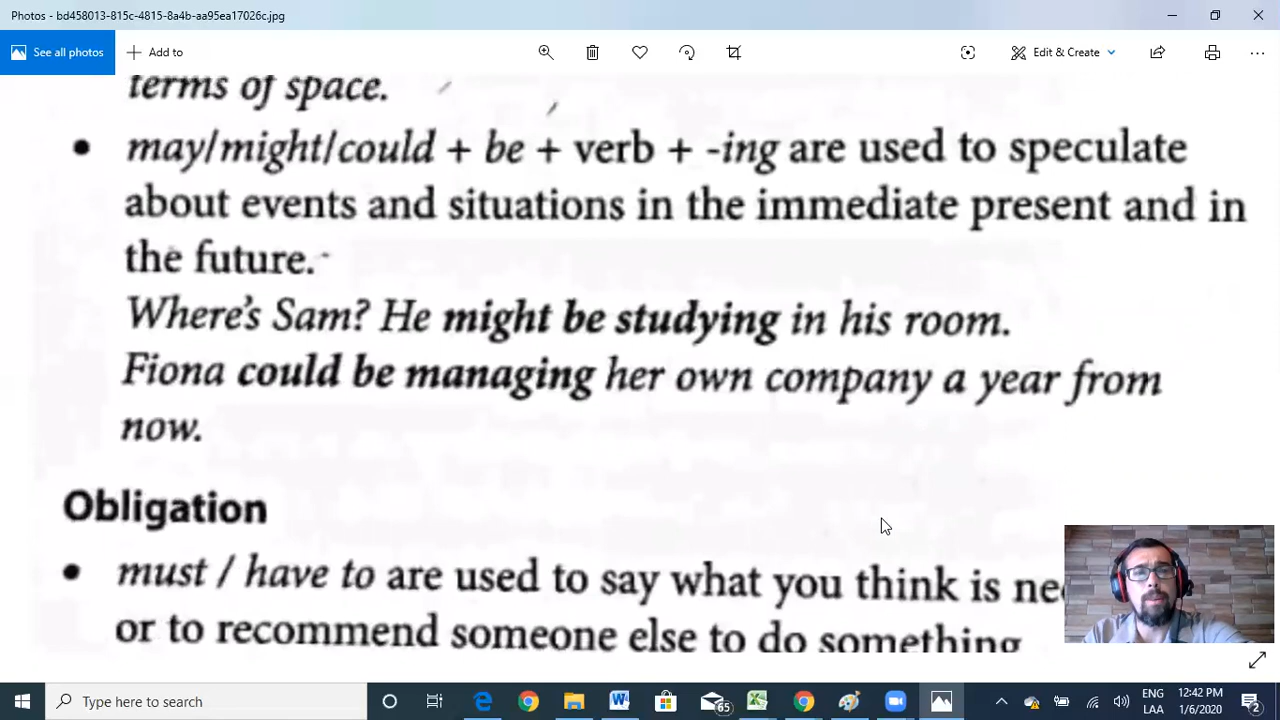 Photos - bd458013-815c-4815-8a4b-aa95ea17026c.jpg
See all photos
Add to
Edit & Create
terms of space.
• may/might/could + be + verb + -ing are used to speculate
about events and situations in the immediate present and in
the future.
Where's Sam? He might be studying in his room.
Fiona could be managing her own company a year from
now.
Obligation
• must / have to are used to say what you think is
or to recommend someone else to do something
Type here to search
65
ENG
LAA
12:42 PM
1/6/2020
2